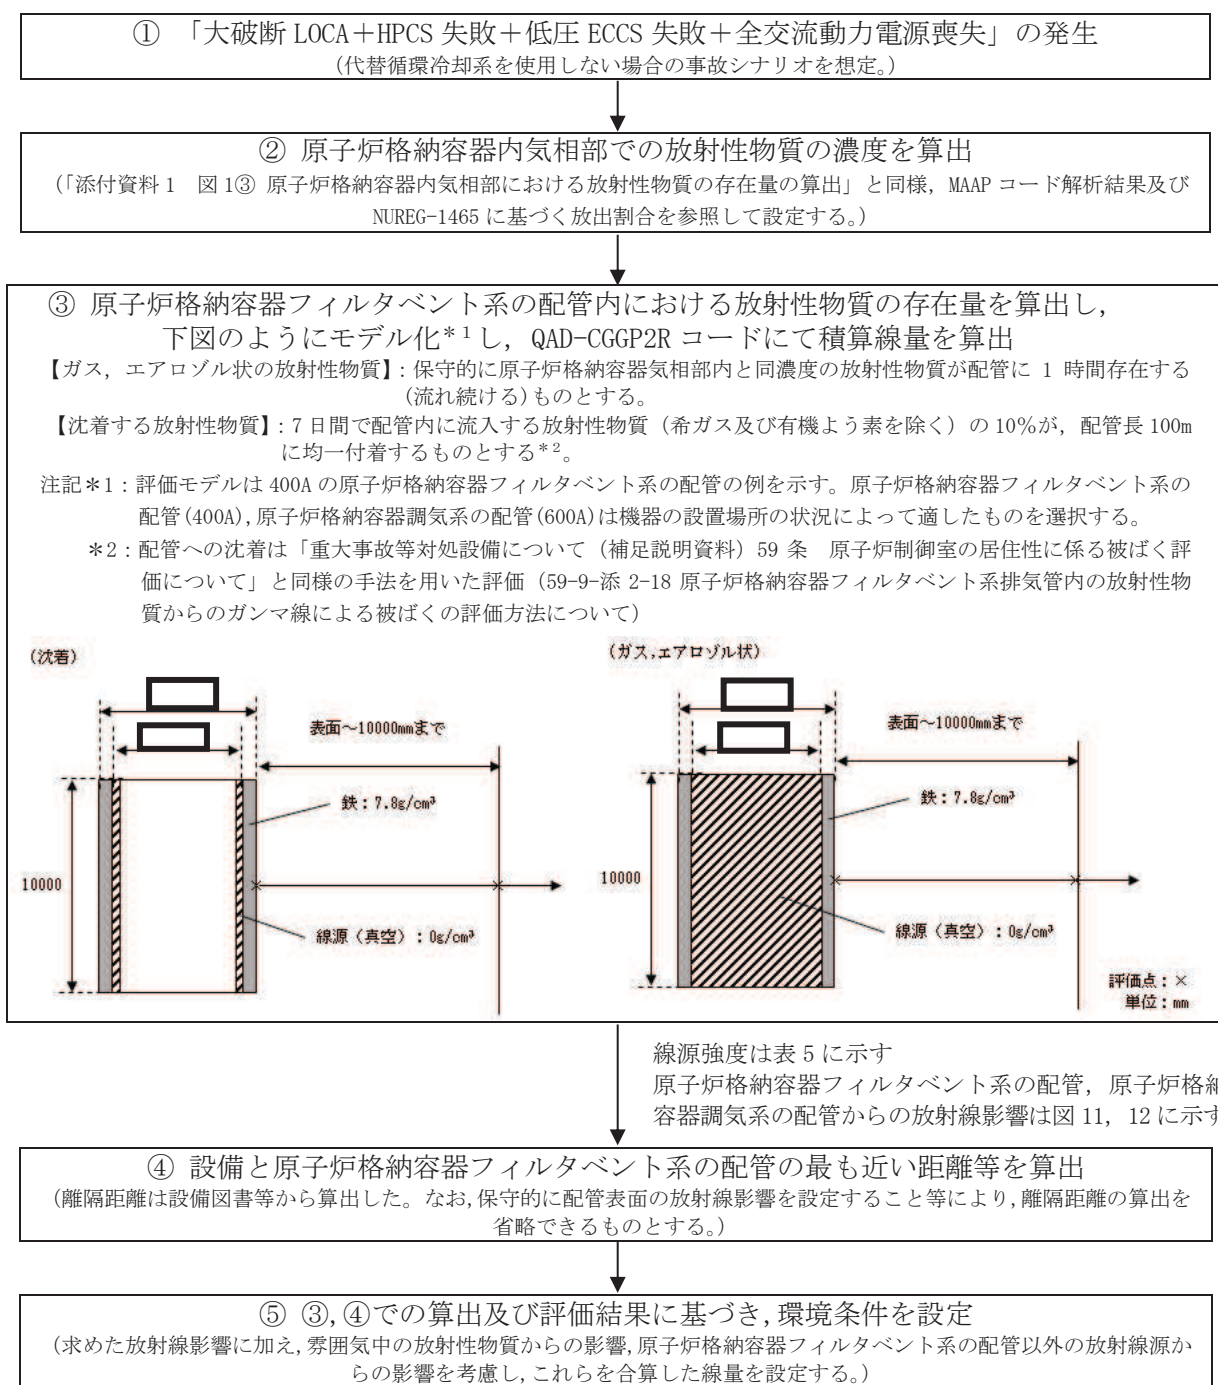 ① 「大破断 LOCA＋HPCS 失敗＋低圧 ECCS 失敗＋全交流動力電源喪失」の発生
(代替循環冷却系を使用しない場合の事故シナリオを想定。)
② 原子炉格納容器内気相部での放射性物質の濃度を算出
(「添付資料 1　図 1③ 原子炉格納容器内気相部における放射性物質の存在量の算出」と同様, MAAP コード解析結果及び
NUREG-1465 に基づく放出割合を参照して設定する。)
③ 原子炉格納容器フィルタベント系の配管内における放射性物質の存在量を算出し,
下図のようにモデル化*¹し, QAD-CGGP2R コードにて積算線量を算出
【ガス, エアロゾル状の放射性物質】: 保守的に原子炉格納容器気相部内と同濃度の放射性物質が配管に 1 時間存在する
(流れ続ける)ものとする。
【沈着する放射性物質】: 7 日間で配管内に流入する放射性物質（希ガス及び有機よう素を除く）の 10％が, 配管長 100m
に均一付着するものとする*²。
注記＊1：評価モデルは 400A の原子炉格納容器フィルタベント系の配管の例を示す。原子炉格納容器フィルタベント系の
配管(400A), 原子炉格納容器調気系の配管(600A)は機器の設置場所の状況によって適したものを選択する。
＊2：配管への沈着は「重大事故等対処設備について（補足説明資料）59 条　原子炉制御室の居住性に係る被ばく評
価について」と同様の手法を用いた評価（59-9-添 2-18 原子炉格納容器フィルタベント系排気管内の放射性物
質からのガンマ線による被ばくの評価方法について）
(沈着)
表面～10000mmまで
鉄：7.8g/cm³
10000
線源（真空）：0g/cm³
(ガス,エアロゾル状)
表面～10000mmまで
鉄：7.8g/cm³
10000
線源（真空）：0g/cm³
評価点：×
単位：mm
線源強度は表 5 に示す
原子炉格納容器フィルタベント系の配管, 原子炉格納
容器調気系の配管からの放射線影響は図 11, 12 に示す
④ 設備と原子炉格納容器フィルタベント系の配管の最も近い距離等を算出
(離隔距離は設備図書等から算出した。なお, 保守的に配管表面の放射線影響を設定すること等により, 離隔距離の算出を
省略できるものとする。)
⑤ ③, ④での算出及び評価結果に基づき, 環境条件を設定
(求めた放射線影響に加え, 雰囲気中の放射性物質からの影響, 原子炉格納容器フィルタベント系の配管以外の放射線源か
らの影響を考慮し, これらを合算した線量を設定する。)